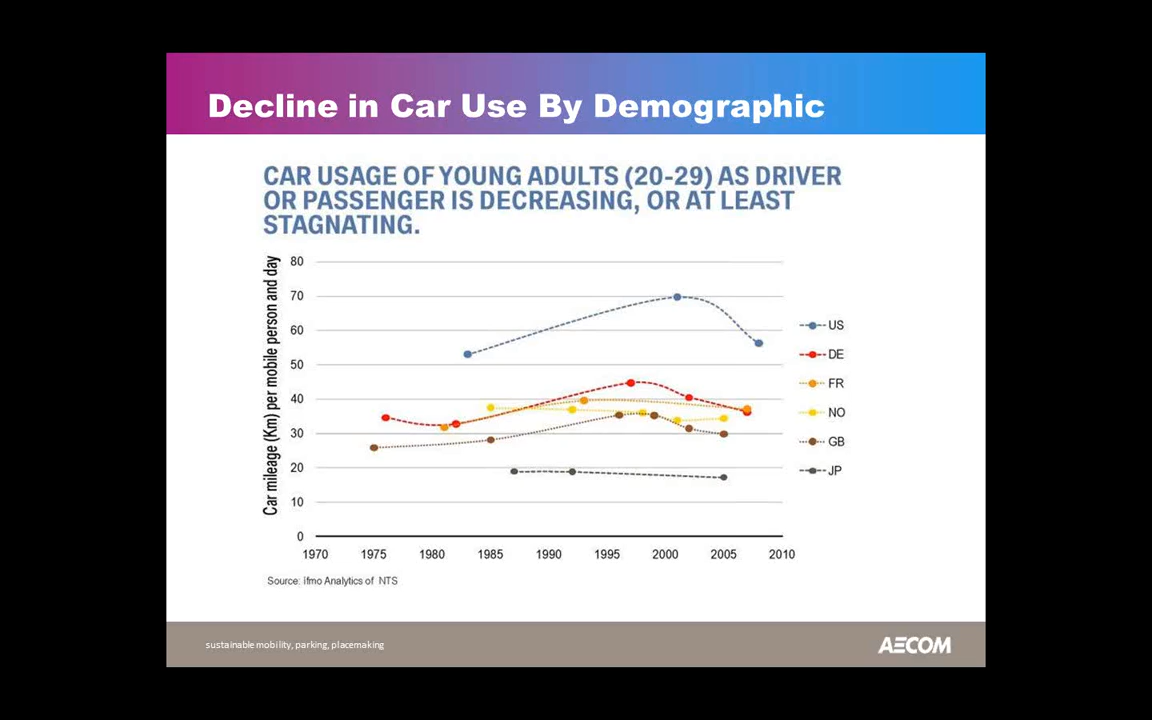 Decline in Car Use By Demographic
CAR USAGE OF YOUNG ADULTS (20-29) AS DRIVER
OR PASSENGER IS DECREASING, OR AT LEAST
STAGNATING.
Car mileage (Km) per mobile person and day
80
70
60
50
40
30
20
10
0
1970 1975 1980 1985 1990 1995 2000 2005 2010
US
DE
FR
NO
GB
JP
Source: ifmo Analytics of NTS
sustainable mobility, parking, placemaking
AECOM